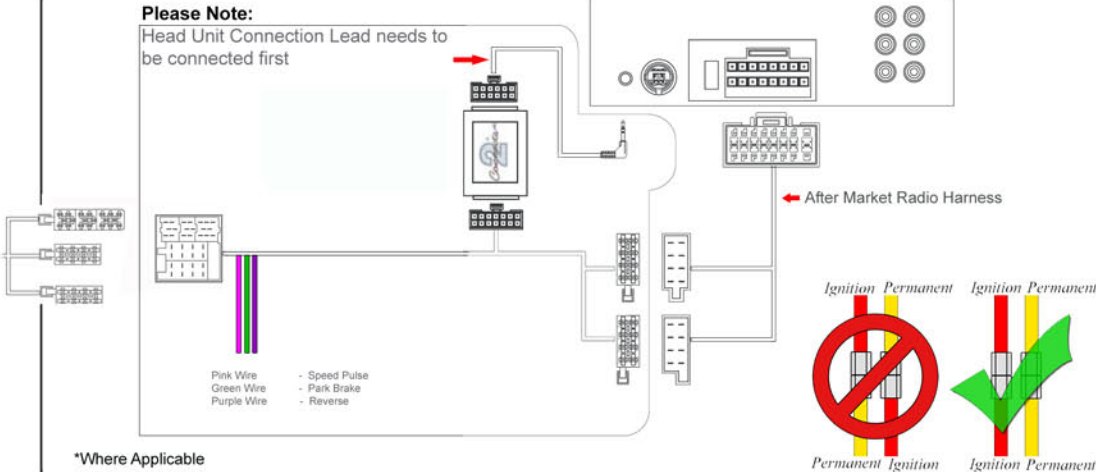 Please Note:
Head Unit Connection Lead needs to
be connected first
After Market Radio Harness
Ignition Permanent
Ignition Permanent
Pink Wire - Speed Pulse
Green Wire - Park Brake
Purple Wire - Reverse
Permanent Ignition
Ignition Permanent
*Where Applicable